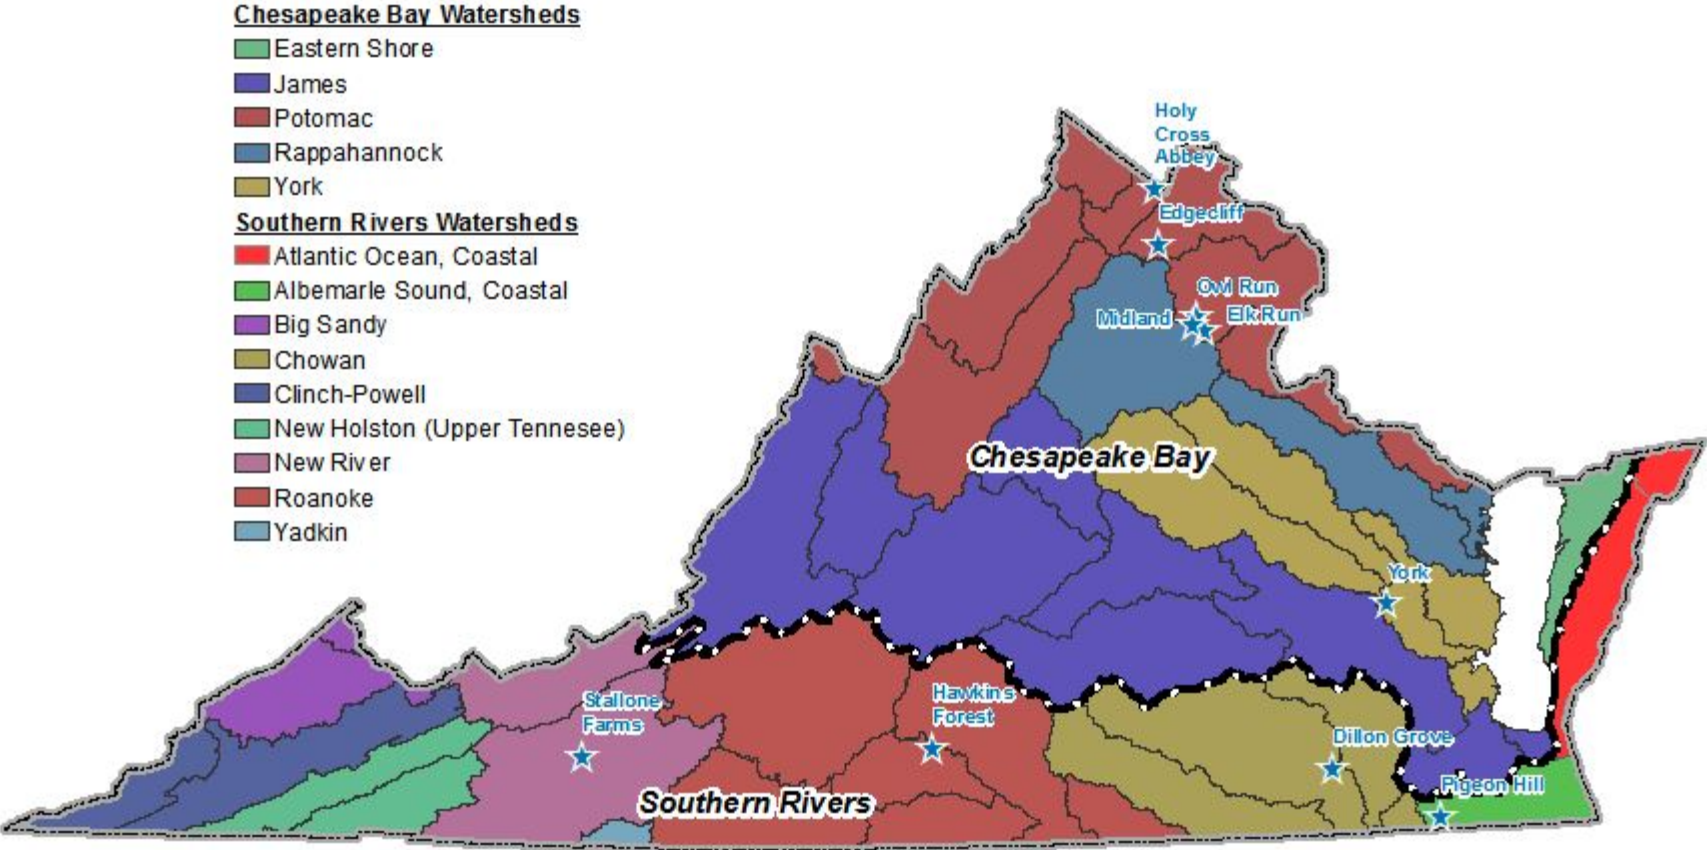 Chesapeake Bay Watersheds
Eastern Shore
James
Potomac
Rappahannock
York
Southern Rivers Watersheds
Atlantic Ocean, Coastal
Albemarle Sound, Coastal
Big Sandy
Chowan
Clinch-Powell
New Holston (Upper Tennesee)
New River
Roanoke
Yadkin
Holy
Cross
Abbey
Edgecliff
Owl Run
Midland
Elk Run
Chesapeake Bay
York
Stallone
Farms
Hawkins
Forest
Dillon Grove
Southern Rivers
Pigeon Hill